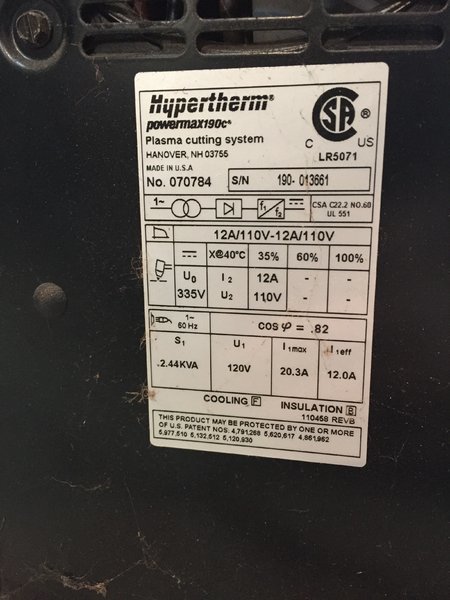 Hypertherm®
powermax190c®
Plasma cutting system
HANOVER, NH 03755
MADE IN U.S.A
SA ®
C US
LR5071
No. 070784 S/N 190- 013661
1~ f1 f2 CSA C22.2 NO.60
UL 551
12A/110V-12A/110V
X@40°C 35% 60% 100%
U0 I2 12A - -
335V U2 110V - -
1~
60 Hz COS φ = .82
S1 U1 I1max I1eff
.2.44KVA 120V 20.3A 12.0A
COOLING F INSULATION B
110468 REVB
THIS PRODUCT MAY BE PROTECTED BY ONE OR MORE
OF U.S. PATENT NOS. 4,791,268 5,620,617 4,861,962
5,977,510 5,132,512 5,120,930